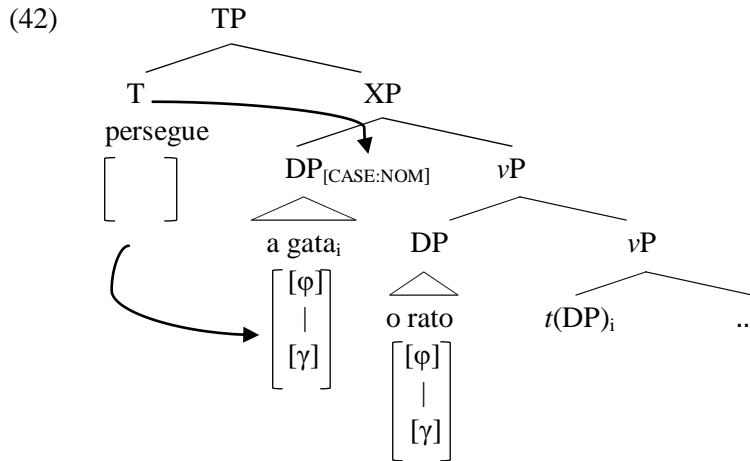 (42) TP
T XP
persegue
DP[CASE:NOM] vP
a gataᵢ DP vP
[φ] o rato t(DP)ᵢ ..
| [φ]
[γ] |
[γ]